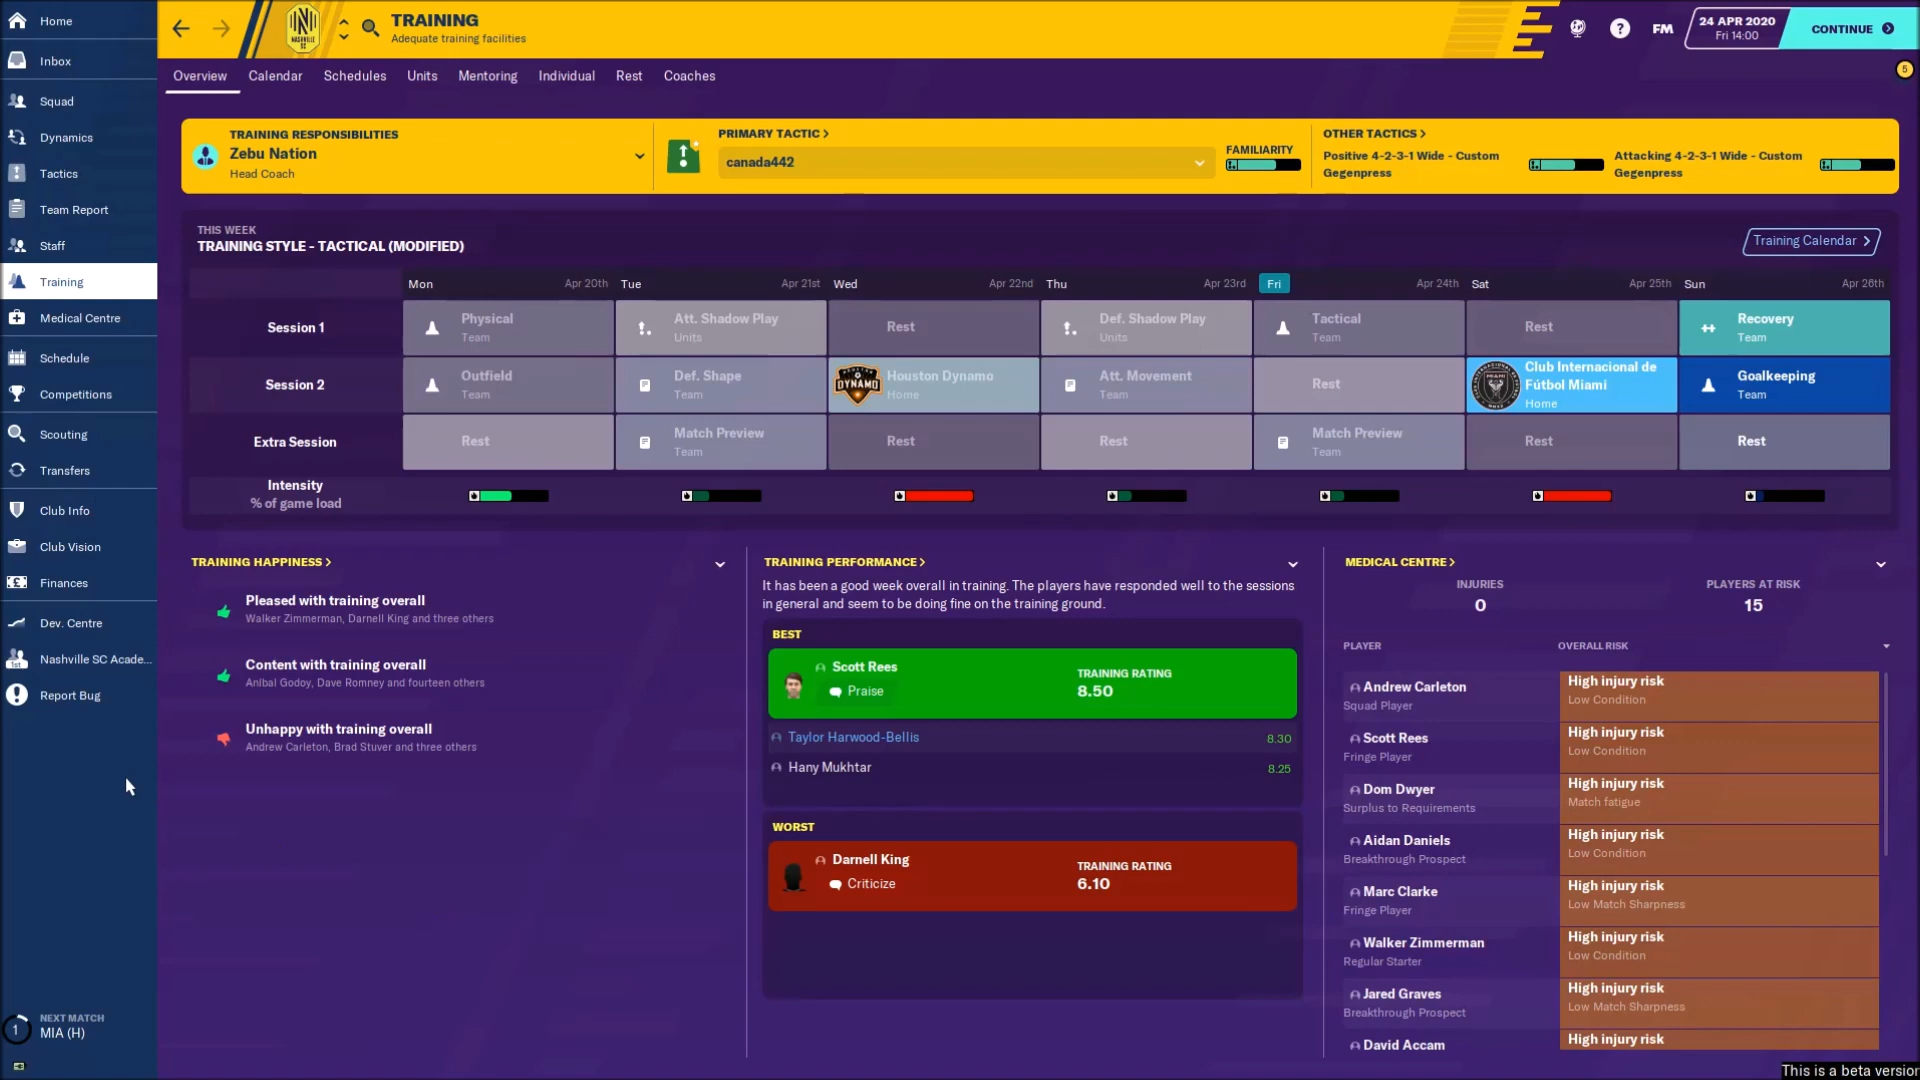 Home
Inbox
Squad
Dynamics
Tactics
Team Report
Staff
Training
Medical Centre
Schedule
Competitions
Scouting
Transfers
Club Info
Club Vision
Finances
Dev. Centre
Nashville SC Acade...
Report Bug
NEXT MATCH
1 MIA (H)
NASHVILLE SC
TRAINING
Adequate training facilities
FM
24 APR 2020
Fri 14:00
CONTINUE
5
Overview Calendar Schedules Units Mentoring Individual Rest Coaches
TRAINING RESPONSIBILITIES
Zebu Nation
Head Coach
PRIMARY TACTIC >
canada442
FAMILIARITY
OTHER TACTICS >
Positive 4-2-3-1 Wide - Custom
Gegenpress
Attacking 4-2-3-1 Wide - Custom
Gegenpress
THIS WEEK
TRAINING STYLE - TACTICAL (MODIFIED)
Training Calendar >
Mon Apr 20th Tue Apr 21st Wed Apr 22nd Thu Apr 23rd Fri Apr 24th Sat Apr 25th Sun Apr 26th
Session 1
Physical
Team
Att. Shadow Play
Units
Rest
Def. Shadow Play
Units
Tactical
Team
Rest
Recovery
Team
Session 2
Outfield
Team
Def. Shape
Team
DYNAMO
Houston Dynamo
Home
Att. Movement
Team
Rest
MIAMI
Club Internacional de
Fútbol Miami
Home
Goalkeeping
Team
Extra Session
Rest
Match Preview
Team
Rest
Rest
Match Preview
Team
Rest
Rest
Intensity
% of game load
TRAINING HAPPINESS >
Pleased with training overall
Walker Zimmerman, Darnell King and three others
Content with training overall
Aníbal Godoy, Dave Romney and fourteen others
Unhappy with training overall
Andrew Carleton, Brad Stuver and three others
TRAINING PERFORMANCE >
It has been a good week overall in training. The players have responded well to the sessions
in general and seem to be doing fine on the training ground.
BEST
Scott Rees
Praise
TRAINING RATING
8.50
Taylor Harwood-Bellis 8.30
Hany Mukhtar 8.25
WORST
Darnell King
Criticize
TRAINING RATING
6.10
MEDICAL CENTRE >
INJURIES
0
PLAYERS AT RISK
15
PLAYER OVERALL RISK
Andrew Carleton
Squad Player
High injury risk
Low Condition
Scott Rees
Fringe Player
High injury risk
Low Condition
Dom Dwyer
Surplus to Requirements
High injury risk
Match fatigue
Aidan Daniels
Breakthrough Prospect
High injury risk
Low Condition
Marc Clarke
Fringe Player
High injury risk
Low Match Sharpness
Walker Zimmerman
Regular Starter
High injury risk
Low Condition
Jared Graves
Breakthrough Prospect
High injury risk
Low Match Sharpness
David Accam
High injury risk
This is a beta version